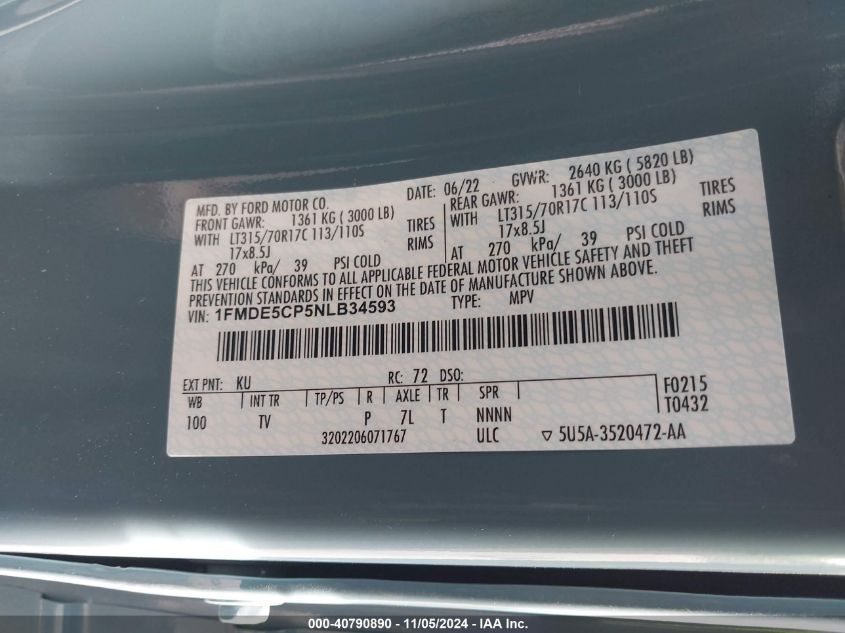 MFD. BY FORD MOTOR CO. DATE: 06/22 GVWR: 2640 KG ( 5820 LB)
FRONT GAWR: 1361 KG ( 3000 LB) REAR GAWR: 1361 KG ( 3000 LB)
WITH LT315/70R17C 113/110S TIRES WITH LT315/70R17C 113/110S TIRES
17x8.5J RIMS 17x8.5J RIMS
AT 270 kPa/ 39 PSI COLD AT 270 kPa/ 39 PSI COLD
THIS VEHICLE CONFORMS TO ALL APPLICABLE FEDERAL MOTOR VEHICLE SAFETY AND THEFT
PREVENTION STANDARDS IN EFFECT ON THE DATE OF MANUFACTURE SHOWN ABOVE.
VIN: 1FMDE5CP5NLB34593 TYPE: MPV
EXT PNT: KU RC: 72 DSO: F0215
WB INT TR TP/PS R AXLE TR SPR T0432
100 TV P 7L T NNNN
3202206071767 ULC ▽ 5U5A-3520472-AA
000-40790890 - 11/05/2024 - IAA Inc.